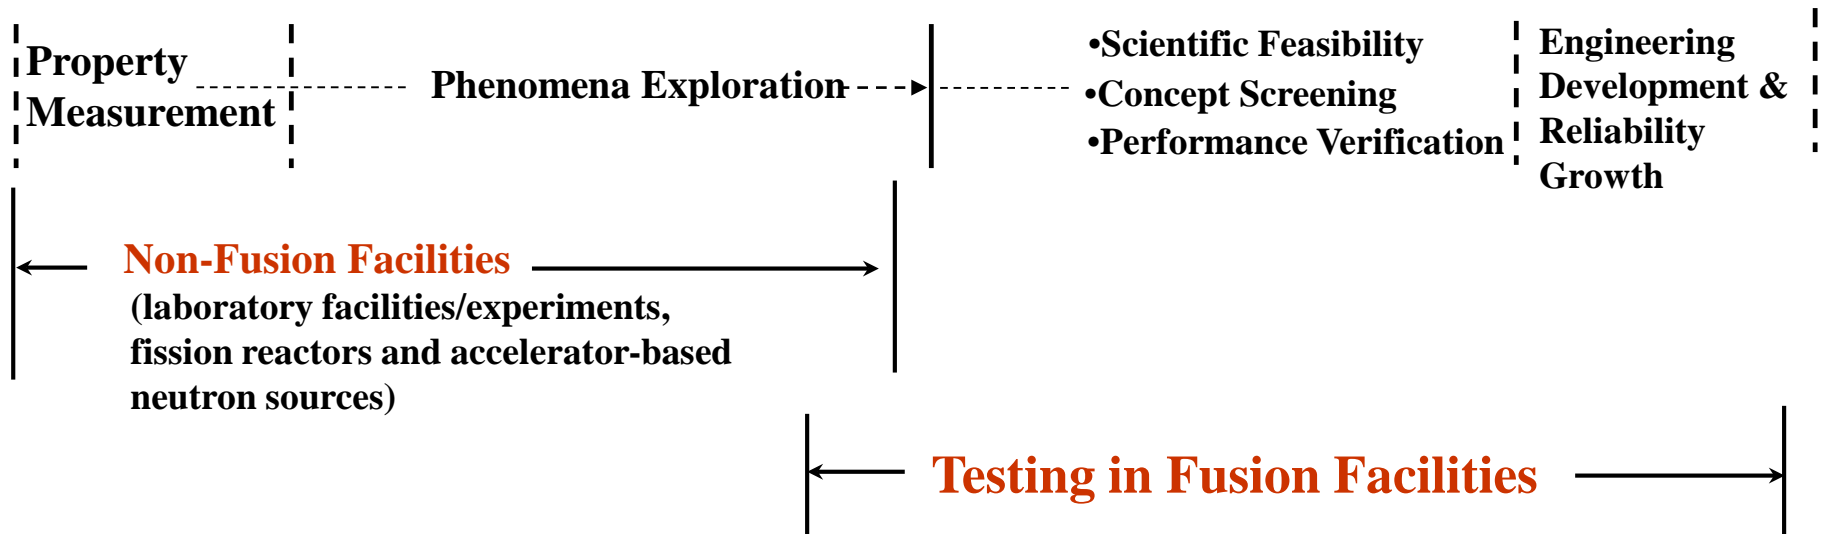 Property
Measurement
Phenomena Exploration
•Scientific Feasibility
•Concept Screening
•Performance Verification
Engineering
Development &
Reliability
Growth
Non-Fusion Facilities
(laboratory facilities/experiments,
fission reactors and accelerator-based
neutron sources)
Testing in Fusion Facilities